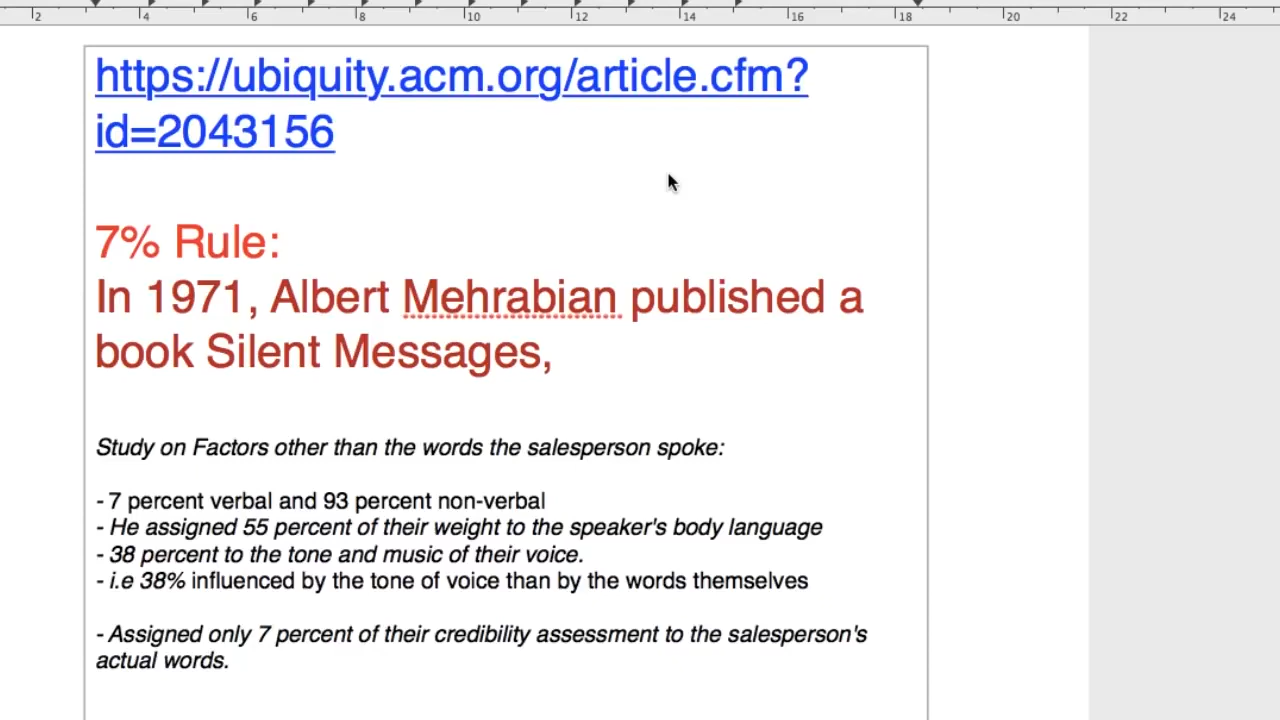 2 4 6 8 10 12 14 16 18 20 22 24
https://ubiquity.acm.org/article.cfm?
id=2043156
7% Rule:
In 1971, Albert Mehrabian published a
book Silent Messages,
Study on Factors other than the words the salesperson spoke:
- 7 percent verbal and 93 percent non-verbal
- He assigned 55 percent of their weight to the speaker's body language
- 38 percent to the tone and music of their voice.
- i.e 38% influenced by the tone of voice than by the words themselves
- Assigned only 7 percent of their credibility assessment to the salesperson's
actual words.